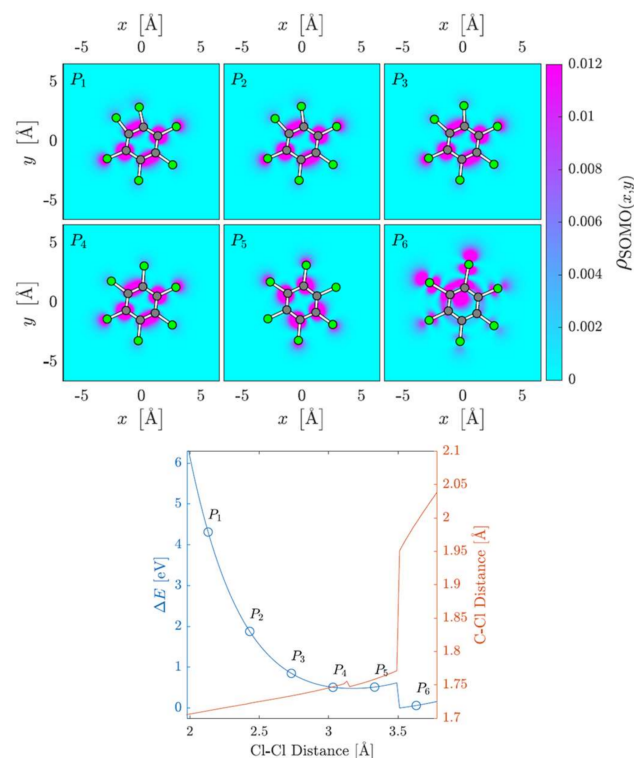 x [Å] x [Å] x [Å]
-5 0 5 -5 0 5 -5 0 5
P1 P2 P3
5
0
-5
y [Å]
P4 P5 P6
5
0
-5
y [Å]
-5 0 5 -5 0 5 -5 0 5
x [Å] x [Å] x [Å]
0.012
0.01
0.008
0.006
0.004
0.002
0
ρSOMO(x,y)
6
5
4
3
2
1
0
ΔE [eV]
P1
P2
P3
P4
P5
P6
2.1
2.05
2
1.95
1.9
1.85
1.8
1.75
1.7
C-Cl Distance [Å]
2 2.5 3 3.5
Cl-Cl Distance [Å]